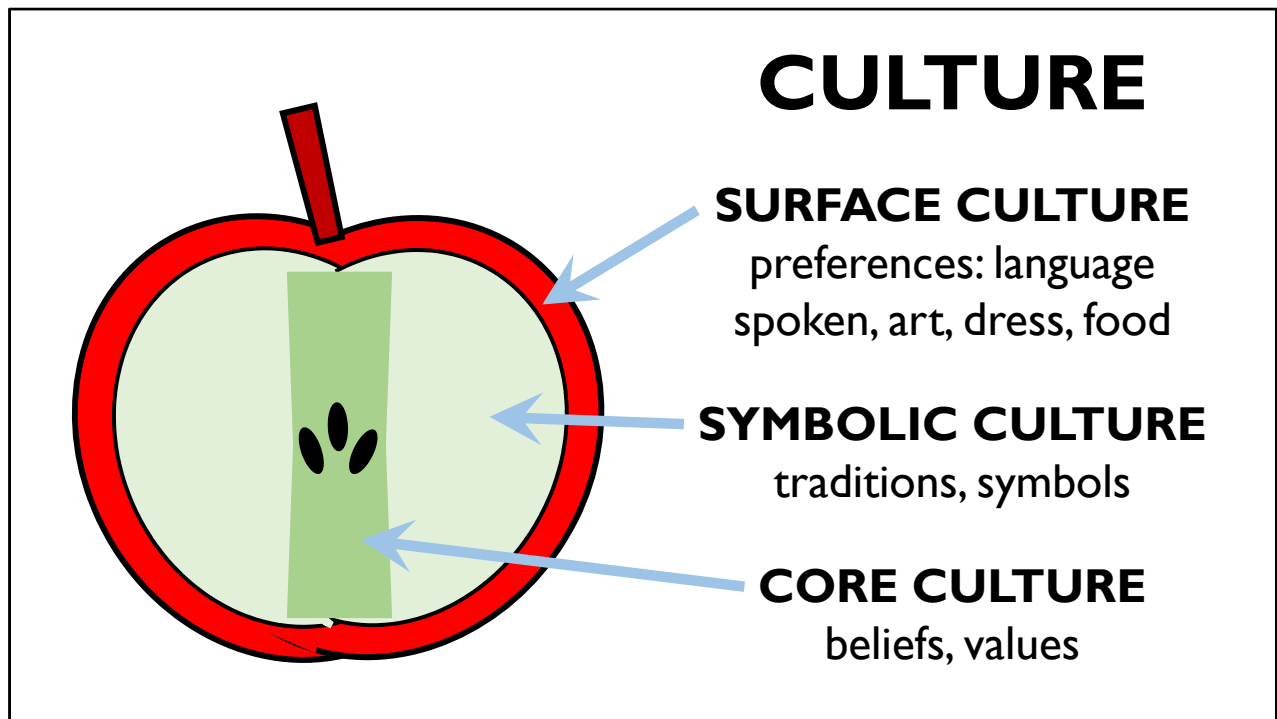 CULTURE
SURFACE CULTURE
preferences: language
spoken, art, dress, food
SYMBOLIC CULTURE
traditions, symbols
CORE CULTURE
beliefs, values